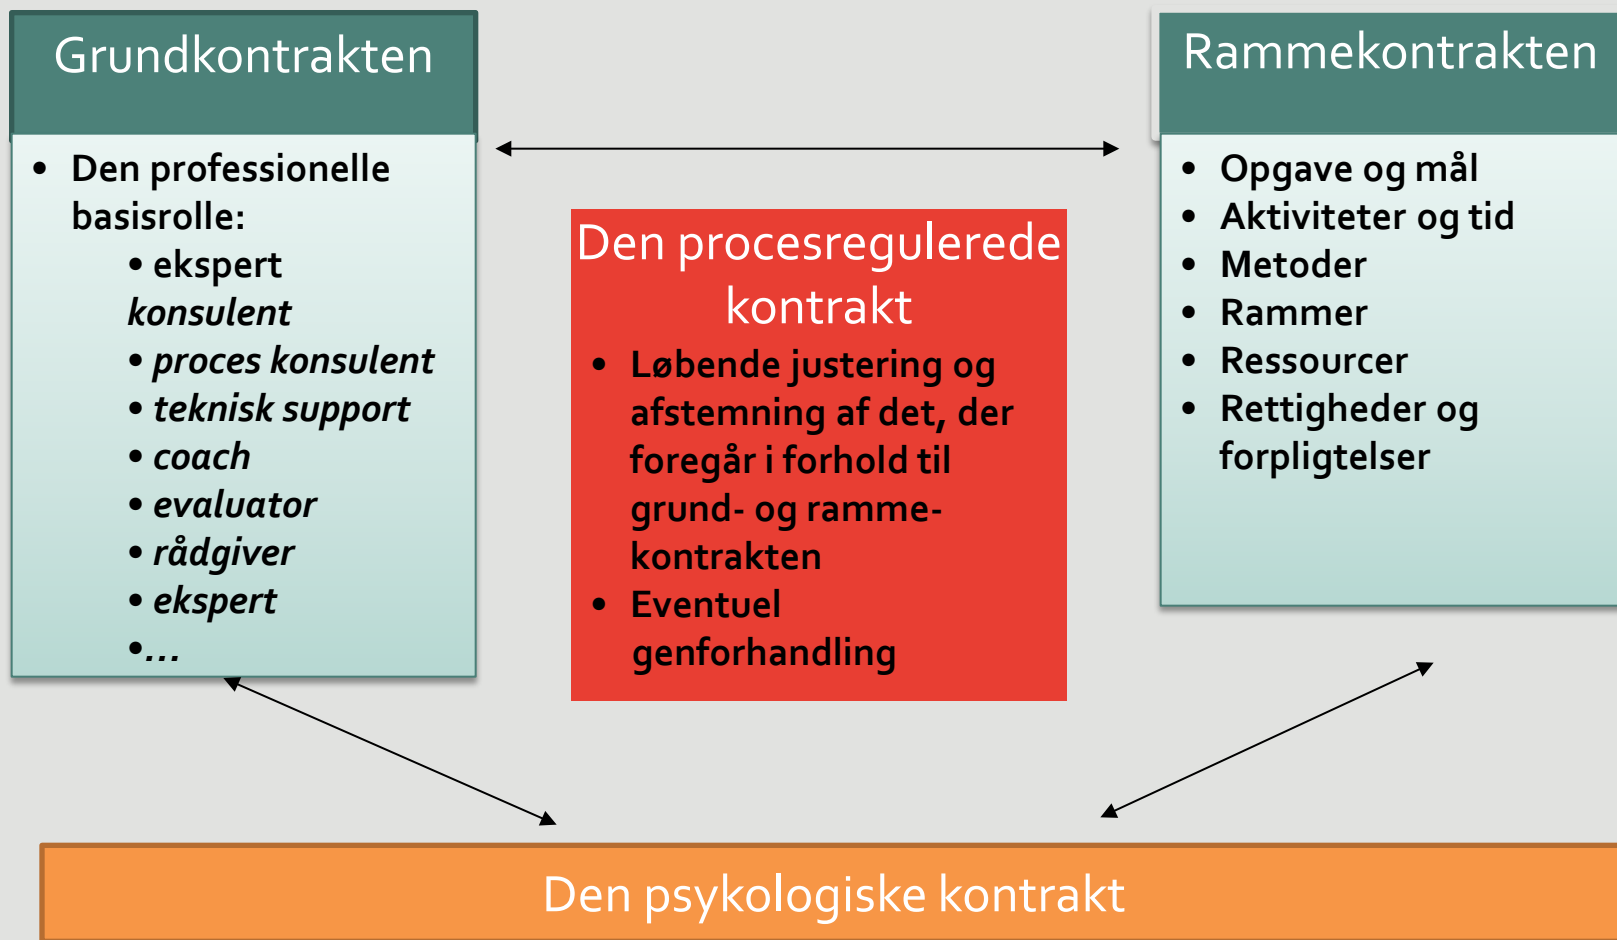 Grundkontrakten
• Den professionelle
basisrolle:
• ekspert
konsulent
• proces konsulent
• teknisk support
• coach
• evaluator
• rådgiver
• ekspert
•...
Den procesregulerede
kontrakt
• Løbende justering og
afstemning af det, der
foregår i forhold til
grund- og ramme-
kontrakten
• Eventuel
genforhandling
Rammekontrakten
• Opgave og mål
• Aktiviteter og tid
• Metoder
• Rammer
• Ressourcer
• Rettigheder og
forpligtelser
Den psykologiske kontrakt